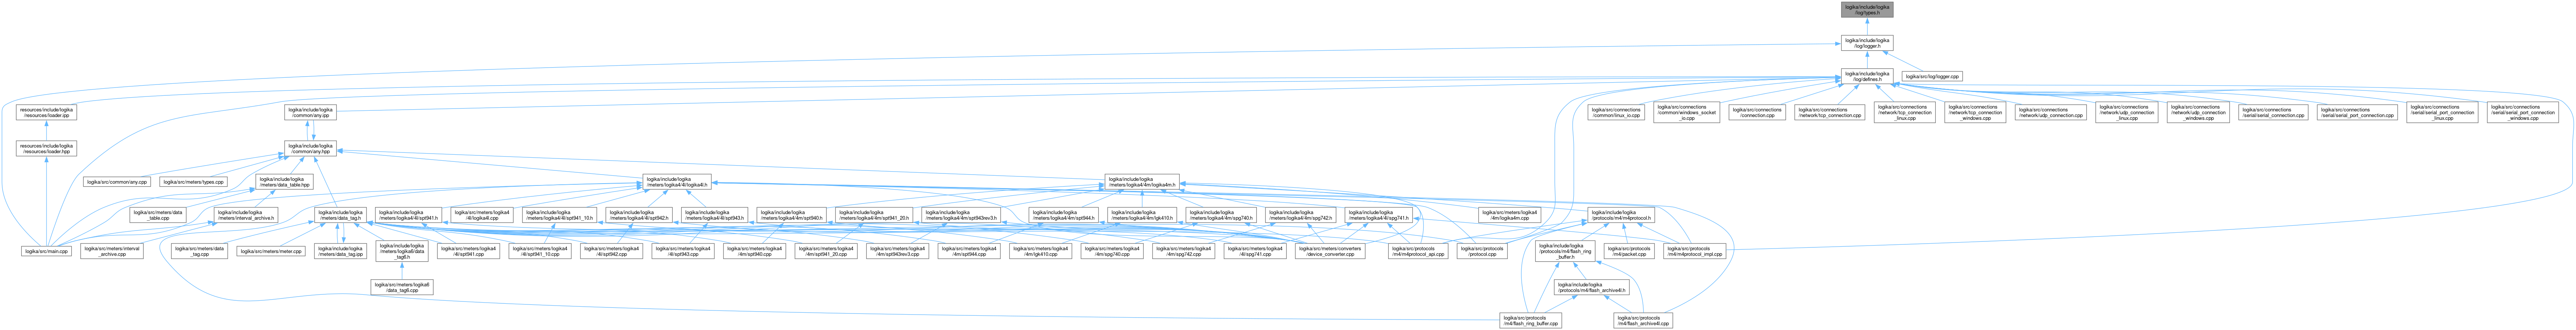 logika/include/logika
/log/types.h
logika/include/logika
/log/logger.h
logika/include/logika
/log/defines.h
logika/src/log/logger.cpp
resources/include/logika
/resources/loader.ipp
logika/include/logika
/common/any.ipp
logika/src/connections
/common/linux_io.cpp
logika/src/connections
/common/windows_socket
_io.cpp
logika/src/connections
/connection.cpp
logika/src/connections
/network/tcp_connection.cpp
logika/src/connections
/network/tcp_connection
_linux.cpp
logika/src/connections
/network/tcp_connection
_windows.cpp
logika/src/connections
/network/udp_connection.cpp
logika/src/connections
/network/udp_connection
_linux.cpp
logika/src/connections
/network/udp_connection
_windows.cpp
logika/src/connections
/serial/serial_connection.cpp
logika/src/connections
/serial/serial_port_connection.cpp
logika/src/connections
/serial/serial_port_connection
_linux.cpp
logika/src/connections
/serial/serial_port_connection
_windows.cpp
resources/include/logika
/resources/loader.hpp
logika/include/logika
/common/any.hpp
logika/src/common/any.cpp
logika/src/meters/types.cpp
logika/include/logika
/meters/data_table.hpp
logika/include/logika
/meters/logika4/4l/logika4l.h
logika/include/logika
/meters/logika4/4m/logika4m.h
logika/src/meters/data
_table.cpp
logika/include/logika
/meters/interval_archive.h
logika/include/logika
/meters/data_tag.h
logika/include/logika
/meters/logika4/4l/spt941.h
logika/src/meters/logika4
/4l/logika4l.cpp
logika/include/logika
/meters/logika4/4l/spt941_10.h
logika/include/logika
/meters/logika4/4l/spt942.h
logika/include/logika
/meters/logika4/4l/spt943.h
logika/include/logika
/meters/logika4/4m/spt940.h
logika/include/logika
/meters/logika4/4m/spt941_20.h
logika/include/logika
/meters/logika4/4m/spt943rev3.h
logika/include/logika
/meters/logika4/4m/spt944.h
logika/include/logika
/meters/logika4/4m/lgk410.h
logika/include/logika
/meters/logika4/4m/spg740.h
logika/include/logika
/meters/logika4/4m/spg742.h
logika/include/logika
/meters/logika4/4l/spg741.h
logika/src/meters/logika4
/4m/logika4m.cpp
logika/include/logika
/protocols/m4/m4protocol.h
logika/src/main.cpp
logika/src/meters/interval
_archive.cpp
logika/src/meters/data
_tag.cpp
logika/src/meters/meter.cpp
logika/include/logika
/meters/data_tag.ipp
logika/include/logika
/meters/logika6/data
_tag6.h
logika/src/meters/logika4
/4l/spt941.cpp
logika/src/meters/logika4
/4l/spt941_10.cpp
logika/src/meters/logika4
/4l/spt942.cpp
logika/src/meters/logika4
/4l/spt943.cpp
logika/src/meters/logika4
/4m/spt940.cpp
logika/src/meters/logika4
/4m/spt941_20.cpp
logika/src/meters/logika4
/4m/spt943rev3.cpp
logika/src/meters/logika4
/4m/spt944.cpp
logika/src/meters/logika4
/4m/lgk410.cpp
logika/src/meters/logika4
/4m/spg740.cpp
logika/src/meters/logika4
/4m/spg742.cpp
logika/src/meters/logika4
/4l/spg741.cpp
logika/src/meters/converters
/device_converter.cpp
logika/src/protocols
/m4/m4protocol_api.cpp
logika/src/protocols
/protocol.cpp
logika/include/logika
/protocols/m4/flash_ring
_buffer.h
logika/src/protocols
/m4/packet.cpp
logika/src/protocols
/m4/m4protocol_impl.cpp
logika/src/meters/logika6
/data_tag6.cpp
logika/include/logika
/protocols/m4/flash_archive4l.h
logika/src/protocols
/m4/flash_ring_buffer.cpp
logika/src/protocols
/m4/flash_archive4l.cpp